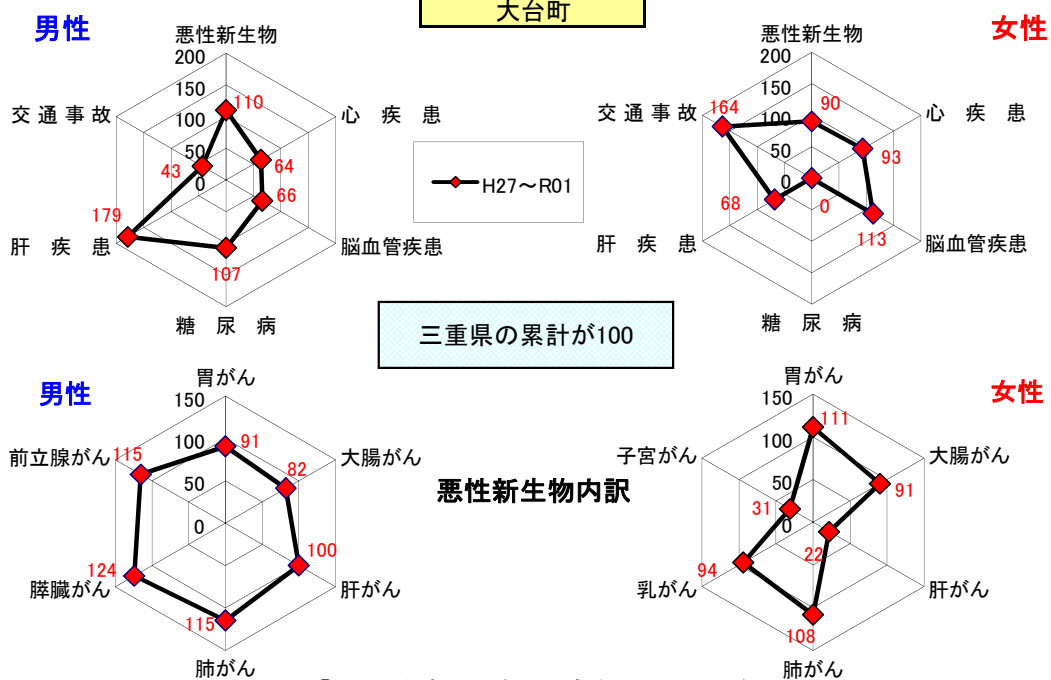 大台町
男性
悪性新生物
200
150
100
50
0
110
心　疾　患
64
66
脳血管疾患
107
糖　尿　病
179
肝　疾　患
43
交 通 事 故
H27～R01
女性
悪性新生物
200
150
100
50
0
90
心　疾　患
93
113
脳血管疾患
0
糖　尿　病
68
肝　疾　患
164
交通事故
三重県の累計が100
男性
胃がん
150
100
50
0
91
大腸がん
82
100
肝がん
115
肺がん
124
膵臓がん
115
前立腺がん
悪性新生物内訳
女性
胃がん
150
100
50
0
111
大腸がん
91
22
肝がん
108
肺がん
94
乳がん
31
子宮がん